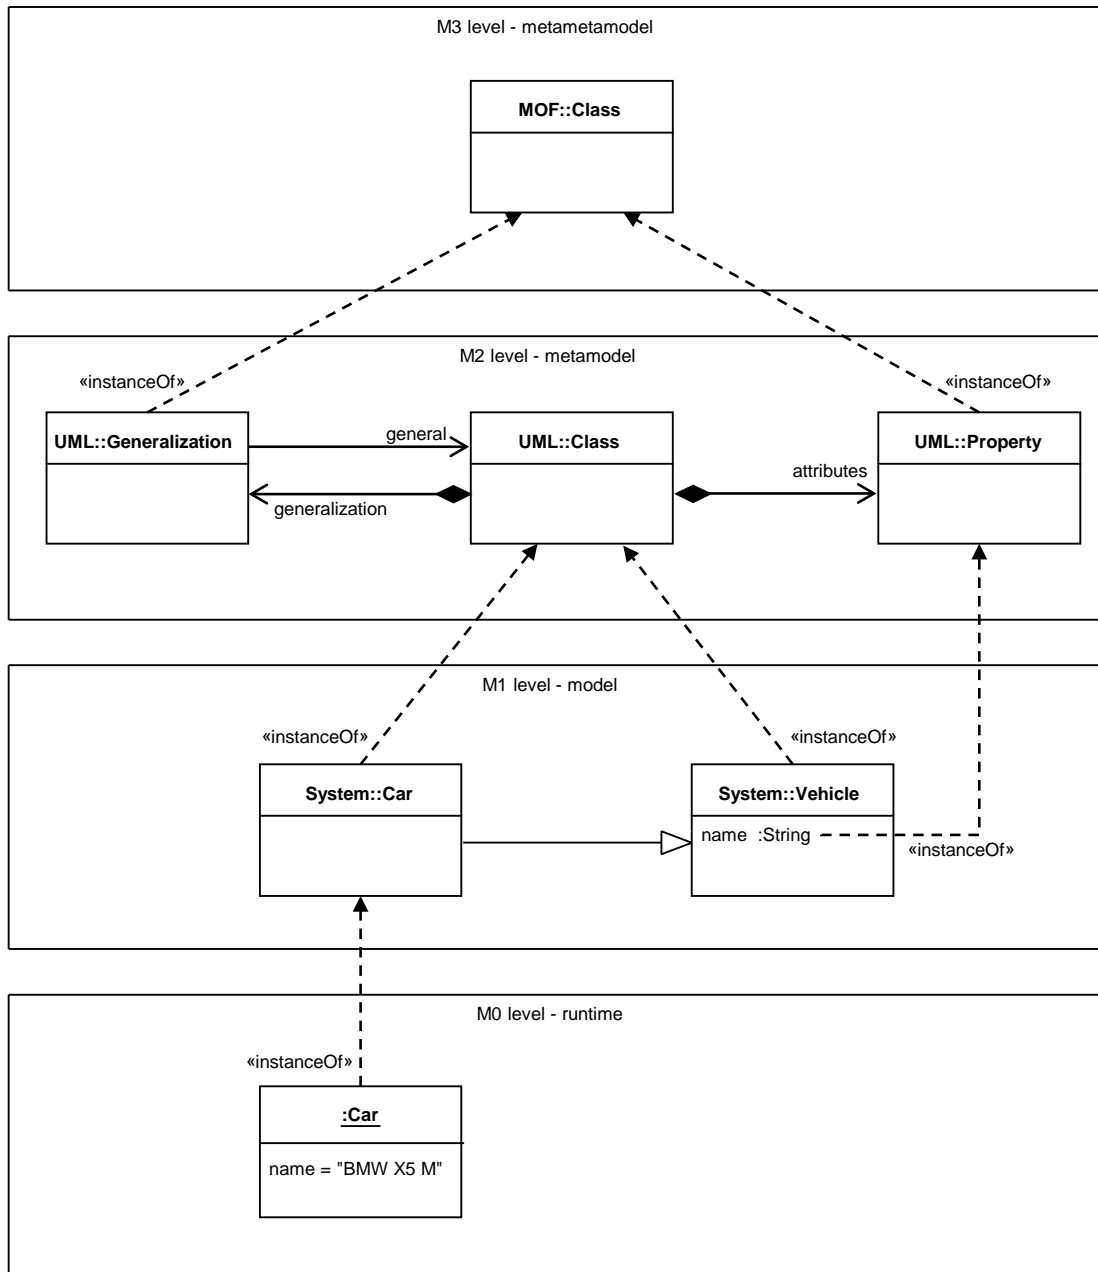 M3 level - metametamodel
MOF::Class
M2 level - metamodel
«instanceOf»
«instanceOf»
UML::Generalization
general
UML::Class
UML::Property
attributes
generalization
M1 level - model
«instanceOf»
«instanceOf»
System::Car
System::Vehicle
name :String
«instanceOf»
M0 level - runtime
«instanceOf»
:Car
name = "BMW X5 M"